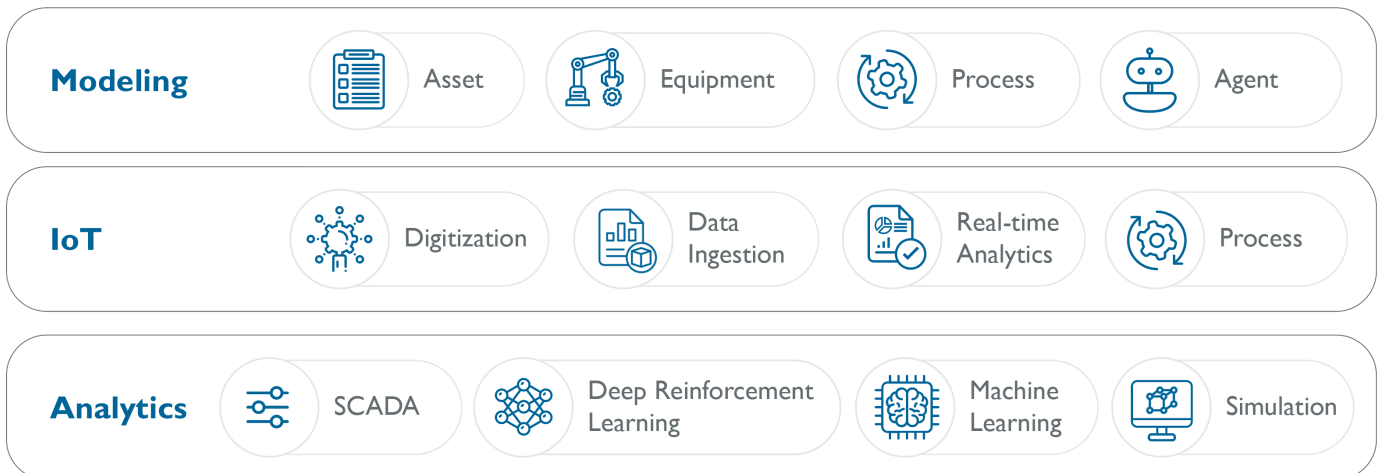 Modeling
Asset
Equipment
Process
Agent
IoT
Digitization
Data
Ingestion
Real-time
Analytics
Process
Analytics
SCADA
Deep Reinforcement
Learning
Machine
Learning
Simulation